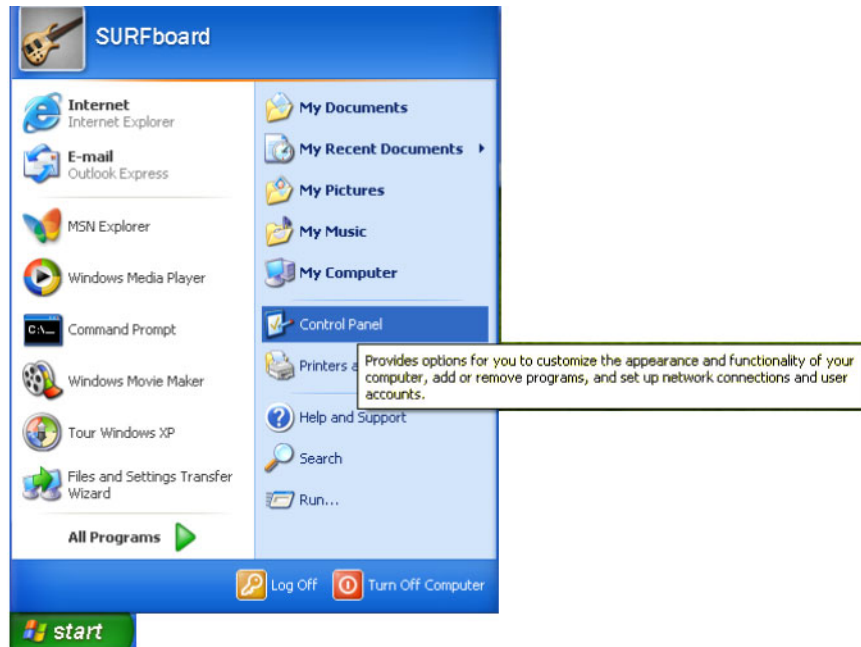 SURFboard
Internet
Internet Explorer
E-mail
Outlook Express
MSN Explorer
Windows Media Player
C:\_
Command Prompt
Windows Movie Maker
Tour Windows XP
Files and Settings Transfer
Wizard
All Programs
My Documents
My Recent Documents
My Pictures
My Music
My Computer
Control Panel
Printers a
Provides options for you to customize the appearance and functionality of your
computer, add or remove programs, and set up network connections and user
accounts.
Help and Support
Search
Run...
Log Off
Turn Off Computer
start